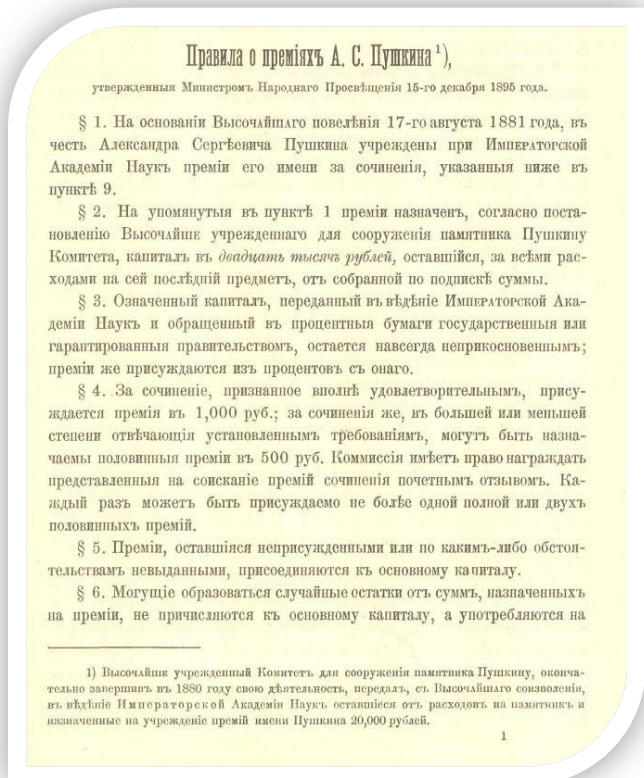 Правила о преміяхъ А. С. Пушкина ¹),
утвержденныя Министромъ Народнаго Просвѣщенія 15-го декабря 1895 года.
§ 1. На основаніи Высочайшаго повелѣнія 17-го августа 1881 года, въ
честь Александра Сергѣевича Пушкина учреждены при Императорской
Академіи Наукъ преміи его имени за сочиненія, указанныя ниже въ
пунктѣ 9.
§ 2. На упомянутыя въ пунктѣ 1 преміи назначен, согласно поста-
новленію Высочайше учрежденнаго для сооруженія памятника Пушкину
Комитета, капиталъ въ двадцать тысячъ рублей, оставшійся, за всѣми рас-
ходами на сей послѣдній предметъ, отъ собранной по подпискѣ суммы.
§ 3. Означенный капиталъ, переданный въ вѣдѣніе Императорской Ака-
деміи Наукъ и обращенный въ процентныя бумаги государственныя или
гарантированныя правительствомъ, остается навсегда неприкосновеннымъ;
преміи же присуждаются изъ процентовъ съ онаго.
§ 4. За сочиненіе, признанное вполнѣ удовлетворительнымъ, прису-
ждается премія въ 1,000 руб.; за сочиненія же, въ большей или меньшей
степени отвѣчающія установленнымъ требованіямъ, могутъ быть назна-
чаемы половинныя преміи въ 500 руб. Коммиссія имѣетъ право награждать
представленныя на соисканіе премій сочиненія почетнымъ отзывомъ. Ка-
ждый разъ можетъ быть присуждаемо не болѣе одной полной или двухъ
половинныхъ премій.
§ 5. Преміи, оставшіяся неприсужденными или по какимъ-либо обстоя-
тельствамъ невыданными, присоединяются къ основному капиталу.
§ 6. Могущіе образоваться случайные остатки отъ суммъ, назначенныхъ
на преміи, не причисляются къ основному капиталу, а употребляются на
1) Высочайше учрежденный Комитетъ для сооруженія памятника Пушкину, оконча-
тельно завершивъ въ 1880 году свою дѣятельность, передалъ, съ Высочайшаго соизволенія,
въ вѣдѣніе Императорской Академіи Наукъ оставшіеся отъ расходовъ на памятникъ и
назначенные на учрежденіе премій имени Пушкина 20,000 рублей.
1